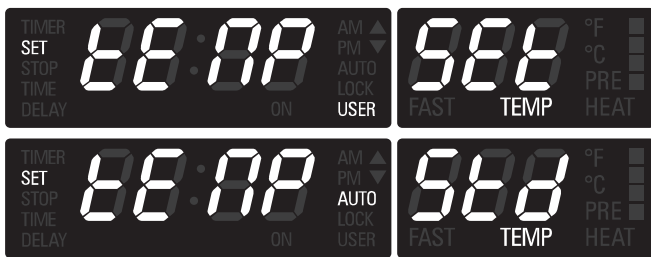 TIMER AM ▲ °F
SET tE:MP PM ▼ SEt °C
STOP AUTO
TIME LOCK PRE
DELAY ON USER FAST TEMP HEAT
TIMER AM ▲ °F
SET tE:MP PM ▼ Std °C
STOP AUTO
TIME LOCK PRE
DELAY ON USER FAST TEMP HEAT